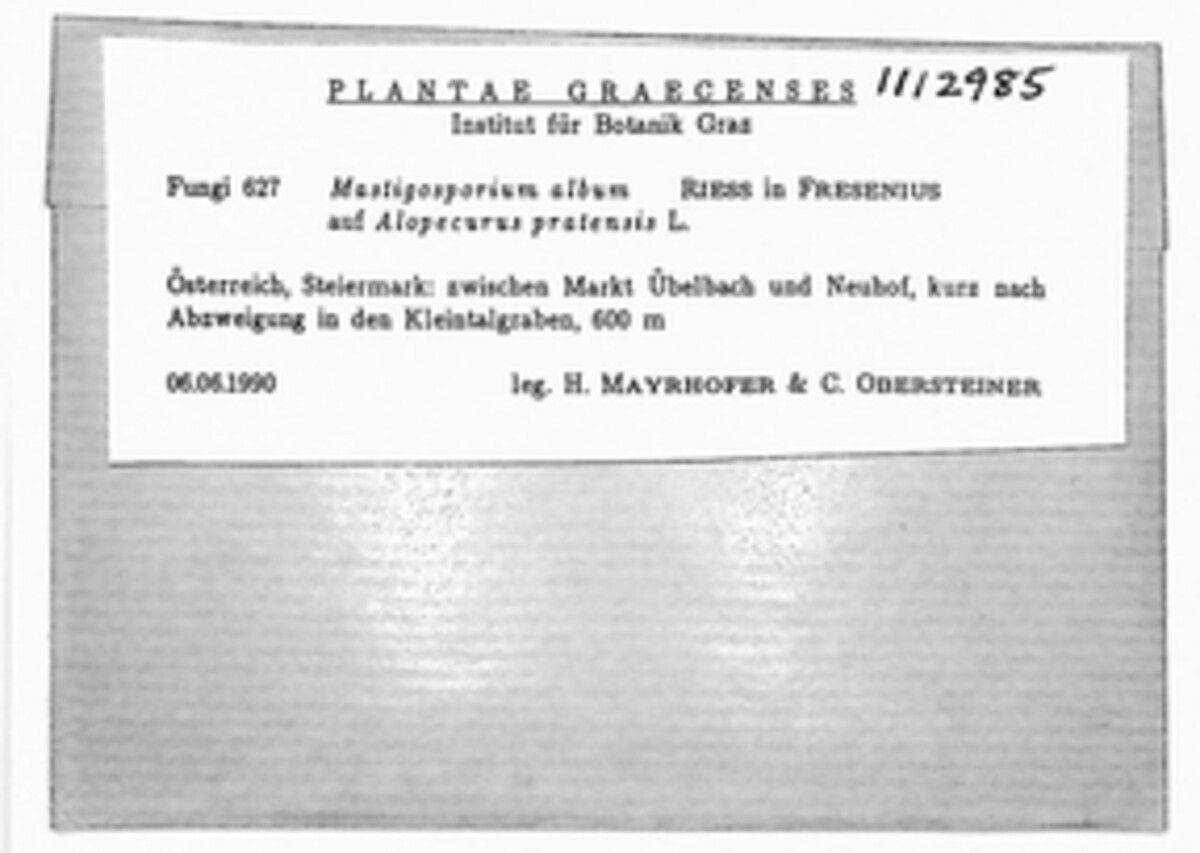 PLANTAE GRAECENSES 1112985
Institut für Botanik Graz
Fungi 627 Mastigosporium album RIESS in FRESENIUS
auf Alopecurus pratensis L.
Österreich, Steiermark: zwischen Markt Übelbach und Neuhof, kurz nach
Abzweigung in den Kleintalgraben, 600 m
06.06.1990 leg. H. MAYRHOFER & C. OBERSTEINER